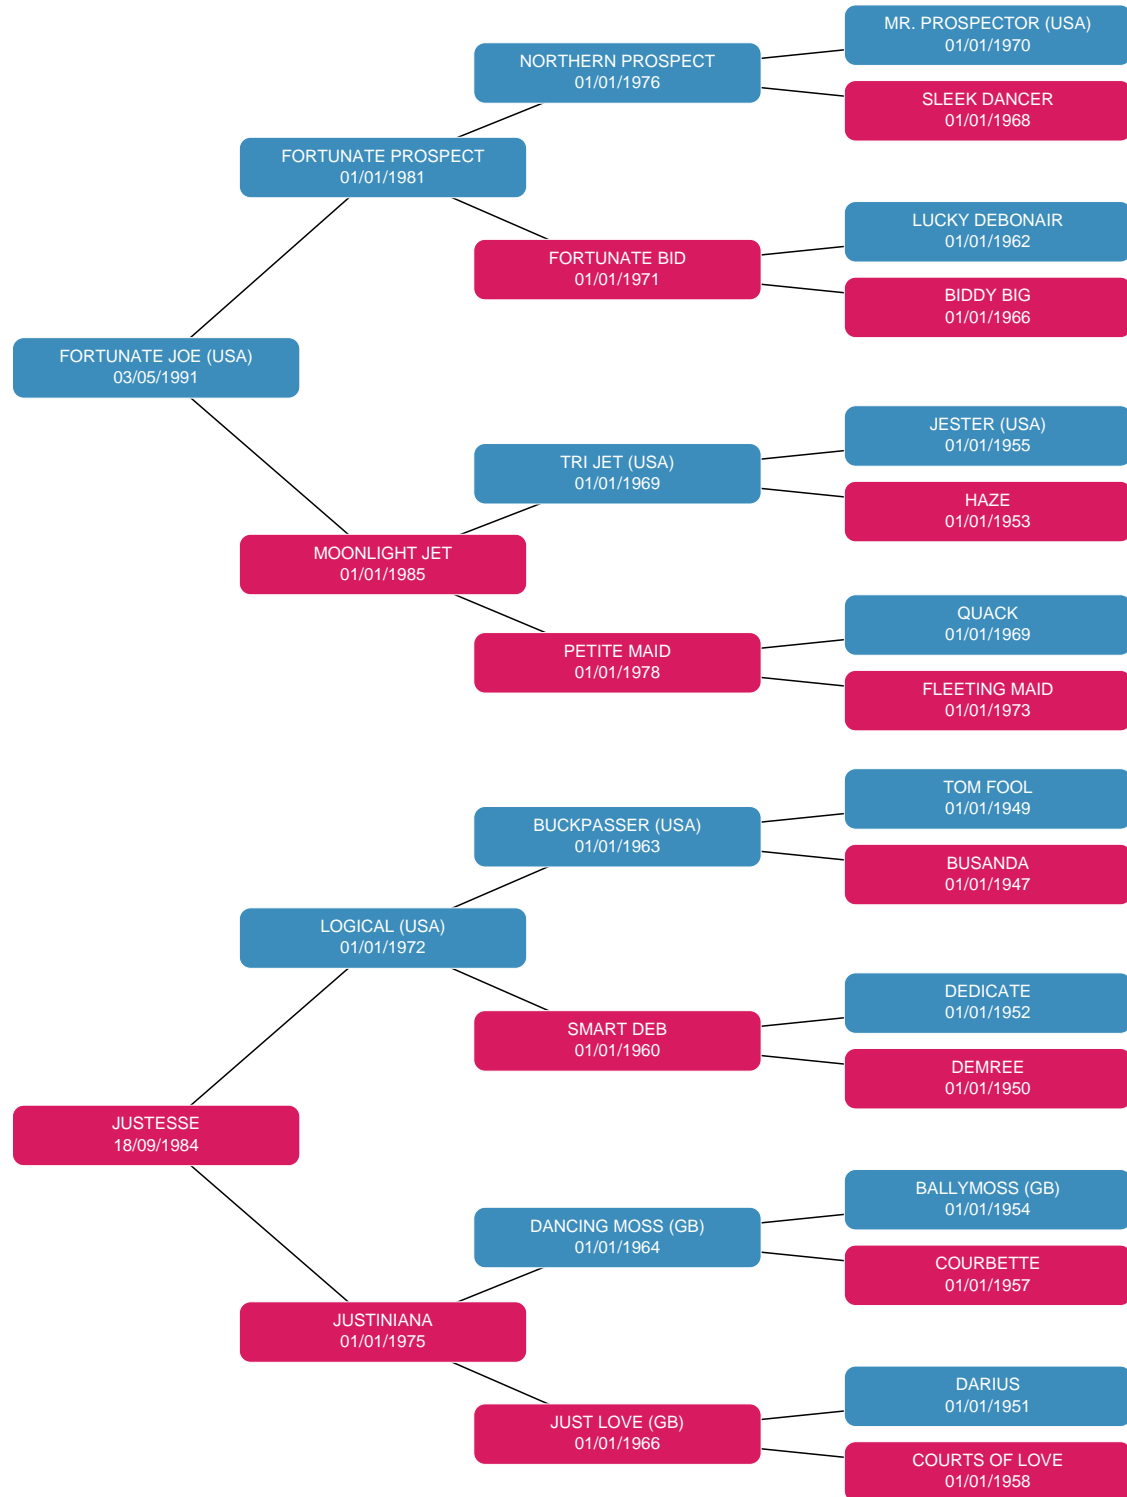 MR. PROSPECTOR (USA)
01/01/1970
NORTHERN PROSPECT
01/01/1976
SLEEK DANCER
01/01/1968
FORTUNATE PROSPECT
01/01/1981
LUCKY DEBONAIR
01/01/1962
FORTUNATE BID
01/01/1971
BIDDY BIG
01/01/1966
FORTUNATE JOE (USA)
03/05/1991
JESTER (USA)
01/01/1955
TRI JET (USA)
01/01/1969
HAZE
01/01/1953
MOONLIGHT JET
01/01/1985
QUACK
01/01/1969
PETITE MAID
01/01/1978
FLEETING MAID
01/01/1973
TOM FOOL
01/01/1949
BUCKPASSER (USA)
01/01/1963
BUSANDA
01/01/1947
LOGICAL (USA)
01/01/1972
DEDICATE
01/01/1952
SMART DEB
01/01/1960
DEMREE
01/01/1950
JUSTESSE
18/09/1984
BALLYMOSS (GB)
01/01/1954
DANCING MOSS (GB)
01/01/1964
COURBETTE
01/01/1957
JUSTINIANA
01/01/1975
DARIUS
01/01/1951
JUST LOVE (GB)
01/01/1966
COURTS OF LOVE
01/01/1958